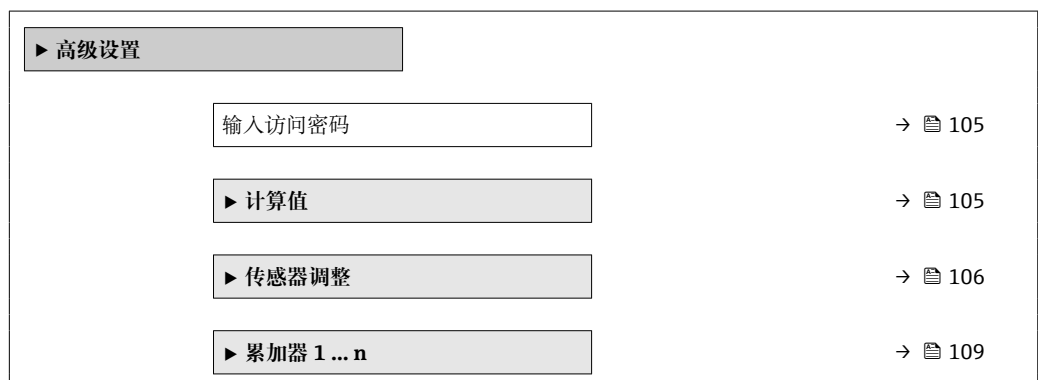 ▶ 高级设置
输入访问密码 → 105
▶ 计算值 → 105
▶ 传感器调整 → 106
▶ 累加器 1 ... n → 109